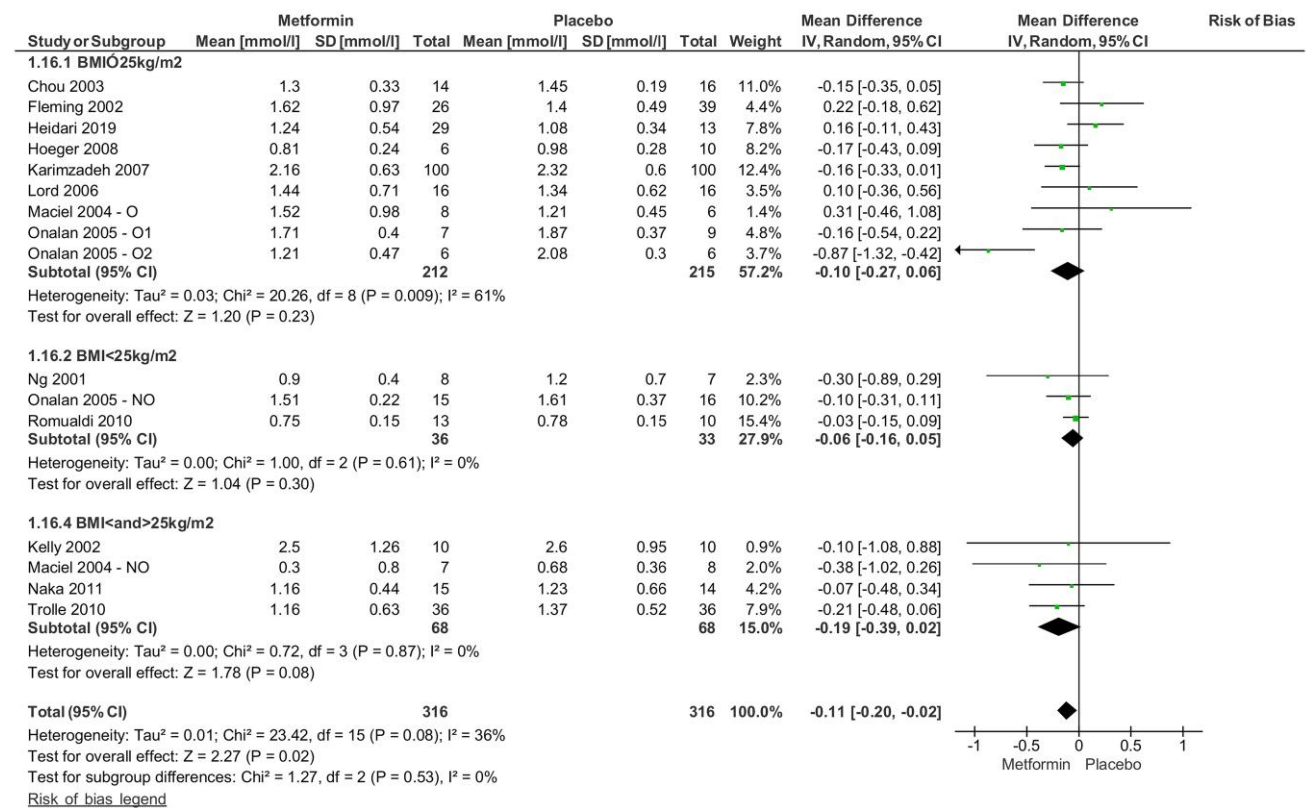 Metformin Placebo Mean Difference Mean Difference Risk of Bias
Study or Subgroup Mean [mmol/l] SD [mmol/l] Total Mean [mmol/l] SD [mmol/l] Total Weight IV, Random, 95% CI IV, Random, 95% CI
1.16.1 BMIÓ25kg/m2
Chou 2003 1.3 0.33 14 1.45 0.19 16 11.0% -0.15 [-0.35, 0.05]
Fleming 2002 1.62 0.97 26 1.4 0.49 39 4.4% 0.22 [-0.18, 0.62]
Heidari 2019 1.24 0.54 29 1.08 0.34 13 7.8% 0.16 [-0.11, 0.43]
Hoeger 2008 0.81 0.24 6 0.98 0.28 10 8.2% -0.17 [-0.43, 0.09]
Karimzadeh 2007 2.16 0.63 100 2.32 0.6 100 12.4% -0.16 [-0.33, 0.01]
Lord 2006 1.44 0.71 16 1.34 0.62 16 3.5% 0.10 [-0.36, 0.56]
Maciel 2004 - O 1.52 0.98 8 1.21 0.45 6 1.4% 0.31 [-0.46, 1.08]
Onalan 2005 - O1 1.71 0.4 7 1.87 0.37 9 4.8% -0.16 [-0.54, 0.22]
Onalan 2005 - O2 1.21 0.47 6 2.08 0.3 6 3.7% -0.87 [-1.32, -0.42]
Subtotal (95% CI) 212 215 57.2% -0.10 [-0.27, 0.06]
Heterogeneity: Tau² = 0.03; Chi² = 20.26, df = 8 (P = 0.009); I² = 61%
Test for overall effect: Z = 1.20 (P = 0.23)
1.16.2 BMI<25kg/m2
Ng 2001 0.9 0.4 8 1.2 0.7 7 2.3% -0.30 [-0.89, 0.29]
Onalan 2005 - NO 1.51 0.22 15 1.61 0.37 16 10.2% -0.10 [-0.31, 0.11]
Romualdi 2010 0.75 0.15 13 0.78 0.15 10 15.4% -0.03 [-0.15, 0.09]
Subtotal (95% CI) 36 33 27.9% -0.06 [-0.16, 0.05]
Heterogeneity: Tau² = 0.00; Chi² = 1.00, df = 2 (P = 0.61); I² = 0%
Test for overall effect: Z = 1.04 (P = 0.30)
1.16.4 BMI<and>25kg/m2
Kelly 2002 2.5 1.26 10 2.6 0.95 10 0.9% -0.10 [-1.08, 0.88]
Maciel 2004 - NO 0.3 0.8 7 0.68 0.36 8 2.0% -0.38 [-1.02, 0.26]
Naka 2011 1.16 0.44 15 1.23 0.66 14 4.2% -0.07 [-0.48, 0.34]
Trolle 2010 1.16 0.63 36 1.37 0.52 36 7.9% -0.21 [-0.48, 0.06]
Subtotal (95% CI) 68 68 15.0% -0.19 [-0.39, 0.02]
Heterogeneity: Tau² = 0.00; Chi² = 0.72, df = 3 (P = 0.87); I² = 0%
Test for overall effect: Z = 1.78 (P = 0.08)
Total (95% CI) 316 316 100.0% -0.11 [-0.20, -0.02]
Heterogeneity: Tau² = 0.01; Chi² = 23.42, df = 15 (P = 0.08); I² = 36%
-1 -0.5 0 0.5 1
Test for overall effect: Z = 2.27 (P = 0.02)
Metformin Placebo
Test for subgroup differences: Chi² = 1.27, df = 2 (P = 0.53), I² = 0%
Risk of bias legend